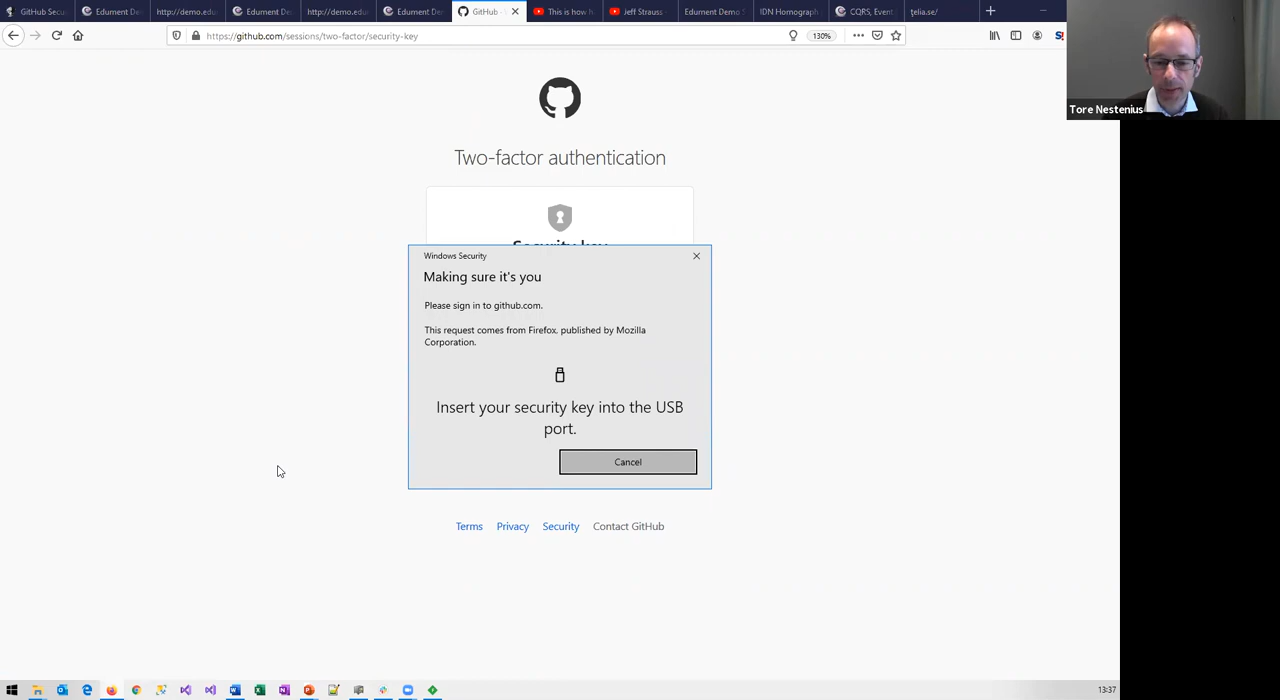 GitHub Secu
Edument De
http://demo.edu
Edument De
http://demo.edu
Edument De
GitHub
This is how h
Jeff Strauss
Edument Demo S
IDN Homograph
CQRS, Event
ţelia.se/
https://github.com/sessions/two-factor/security-key
130%
Tore Nestenius
Two-factor authentication
Security key
Windows Security
Making sure it's you
Please sign in to github.com.
This request comes from Firefox, published by Mozilla
Corporation.
Insert your security key into the USB
port.
Cancel
Terms
Privacy
Security
Contact GitHub
13:37